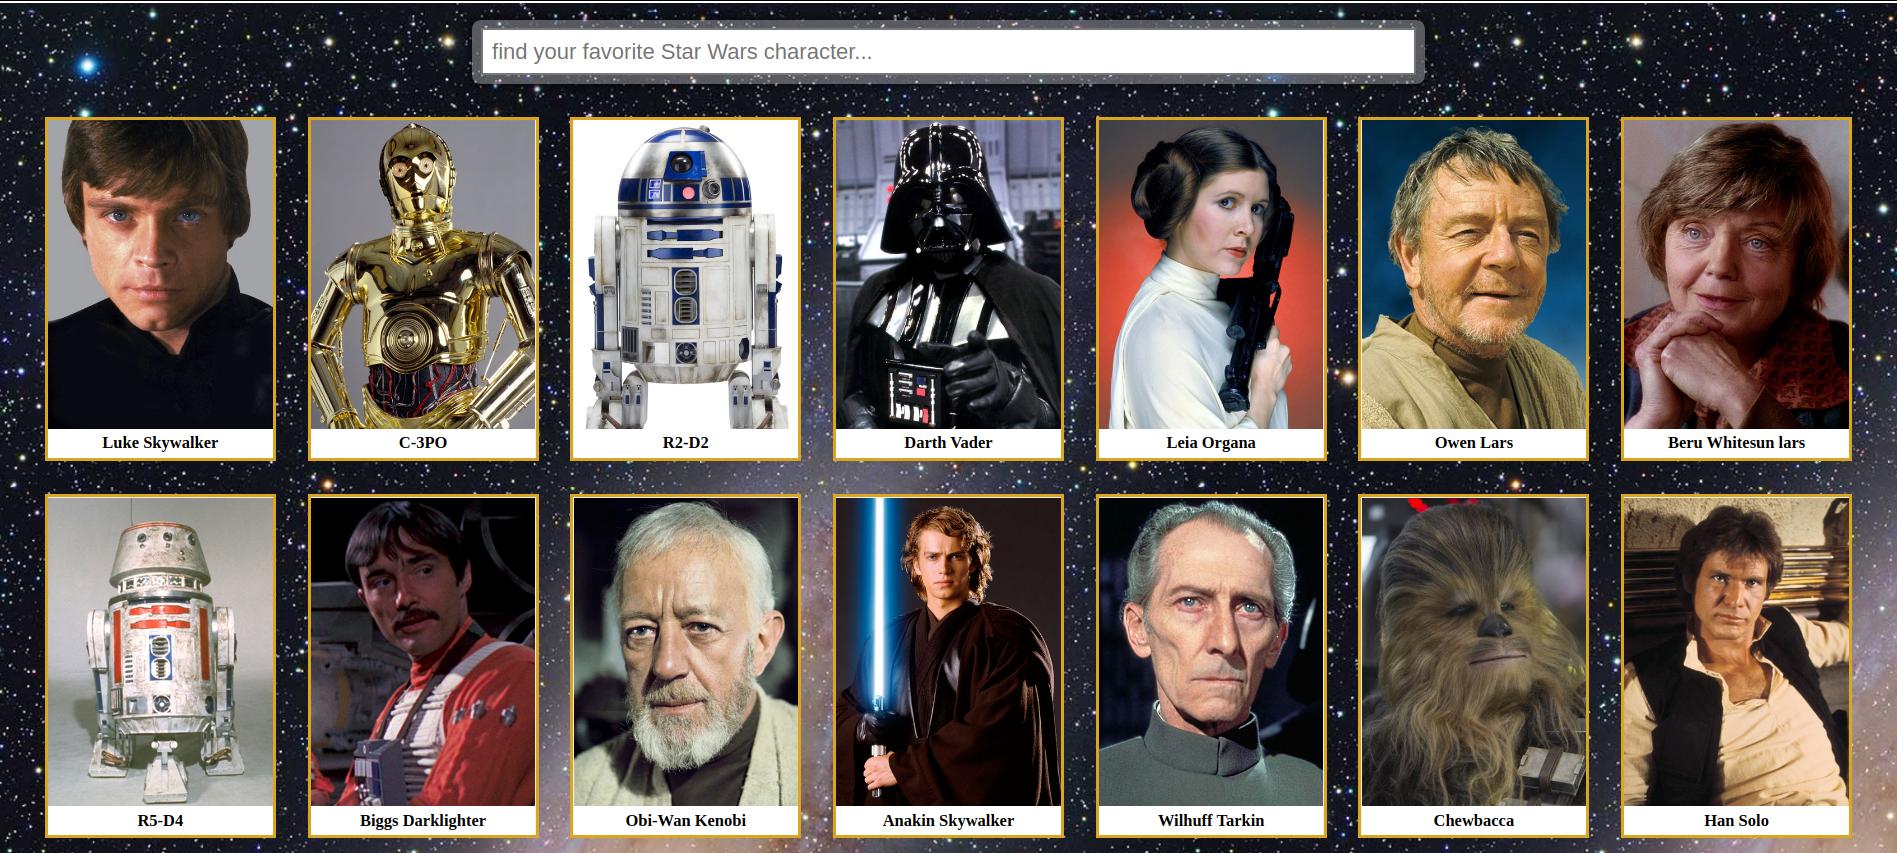 find your favorite Star Wars character...
Luke Skywalker
C-3PO
R2-D2
Darth Vader
Leia Organa
Owen Lars
Beru Whitesun lars
R5-D4
Biggs Darklighter
Obi-Wan Kenobi
Anakin Skywalker
Wilhuff Tarkin
Chewbacca
Han Solo